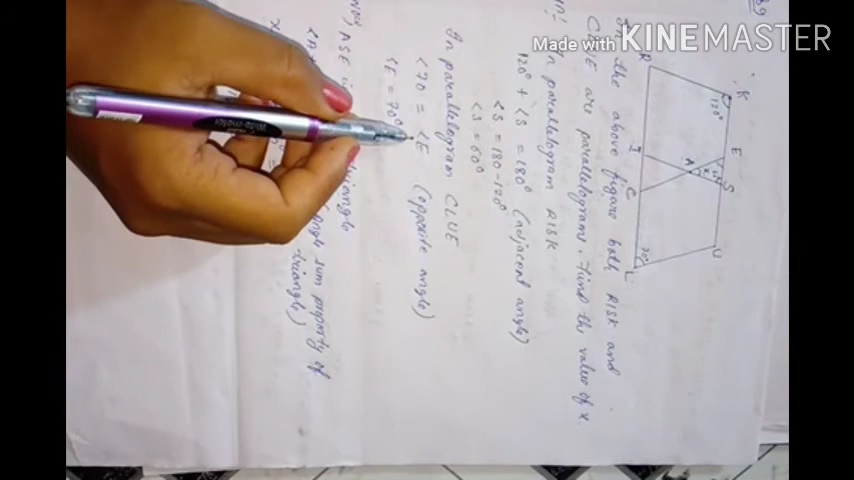 Made with KINEMASTER
K
E
S
U
120°
x
A
R
I
C
L
70°
the above figure both RISK and
CLUE are parallelograms. Find the value of x.
In parallelogram RISK
120° + <S = 180° (adjacent angle)
<S = 180-120°
<S = 60°
In parallelogram CLUE
<70 = <E (opposite angle)
<E = 70°
ASE
triangle
angle sum property of
triangle)